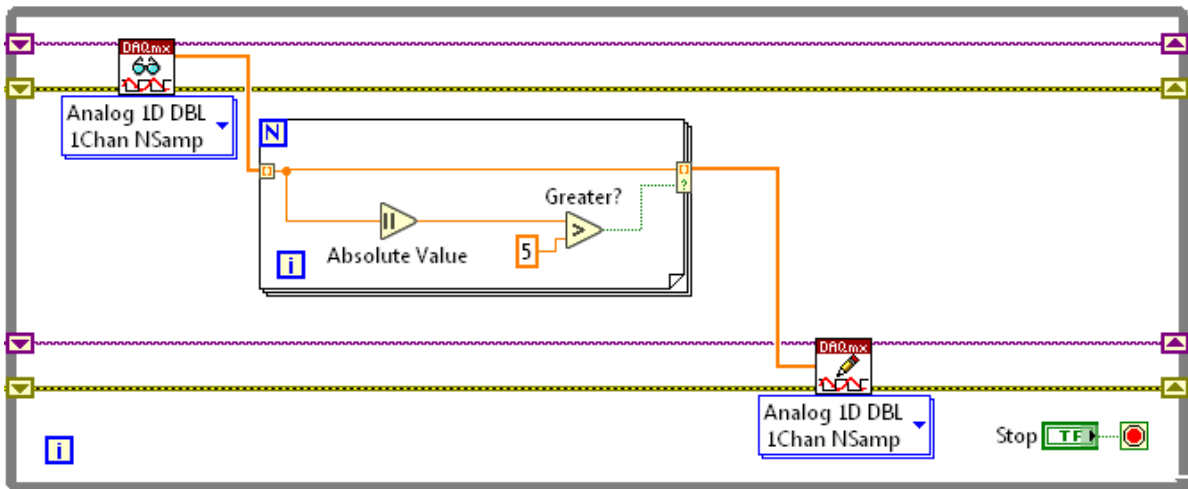 DAQmx
Analog 1D DBL
1Chan NSamp
N
Greater?
?
>
5
Absolute Value
i
DAQmx
Analog 1D DBL
1Chan NSamp
Stop
TF
i